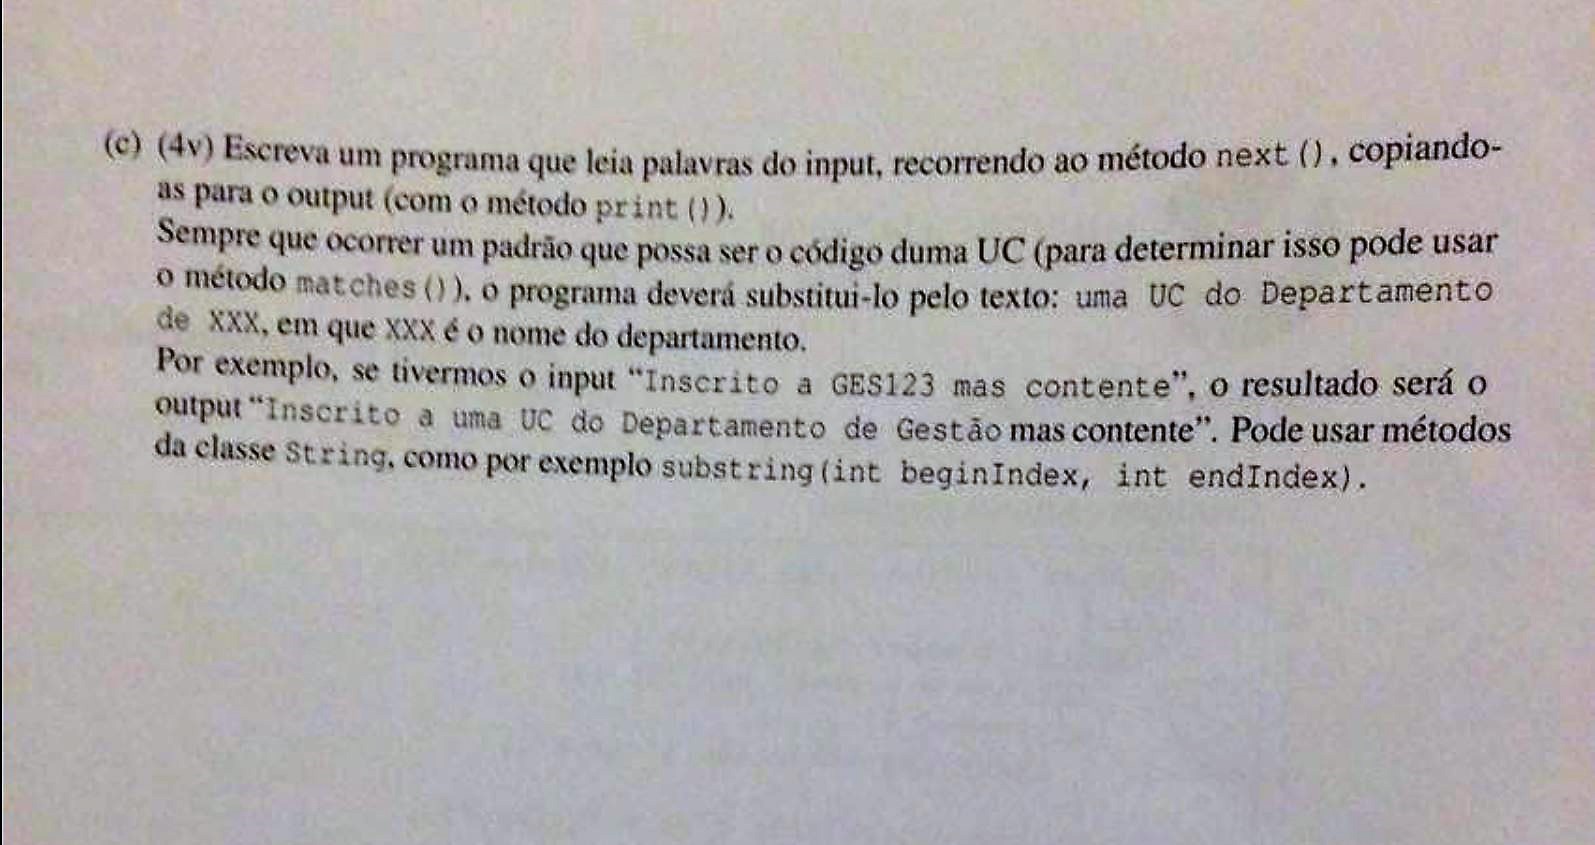 (c) (4v) Escreva um programa que leia palavras do input, recorrendo ao método next(), copiando-
as para o output (com o método print()).
Sempre que ocorrer um padrão que possa ser o código duma UC (para determinar isso pode usar
o método matches()), o programa deverá substitui-lo pelo texto: uma UC do Departamento
de XXX, em que XXX é o nome do departamento.
Por exemplo, se tivermos o input “Inscrito a GES123 mas contente”, o resultado será o
output “Inscrito a uma UC do Departamento de Gestão mas contente”. Pode usar métodos
da classe String, como por exemplo substring(int beginIndex, int endIndex).